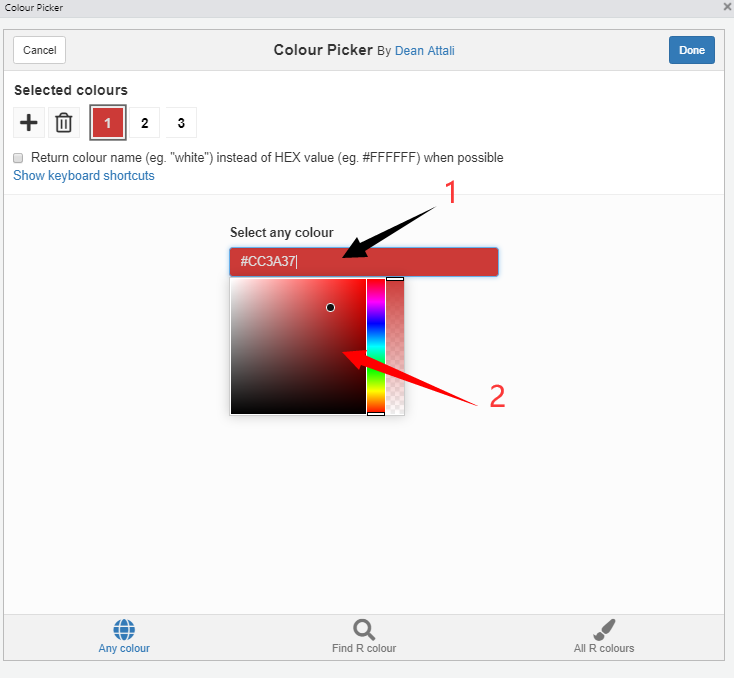 Colour Picker
Cancel
Colour Picker By Dean Attali
Done
Selected colours
1 2 3
Return colour name (eg. "white") instead of HEX value (eg. #FFFFFF) when possible
Show keyboard shortcuts
1
Select any colour
#CC3A37
2
Any colour
Find R colour
All R colours